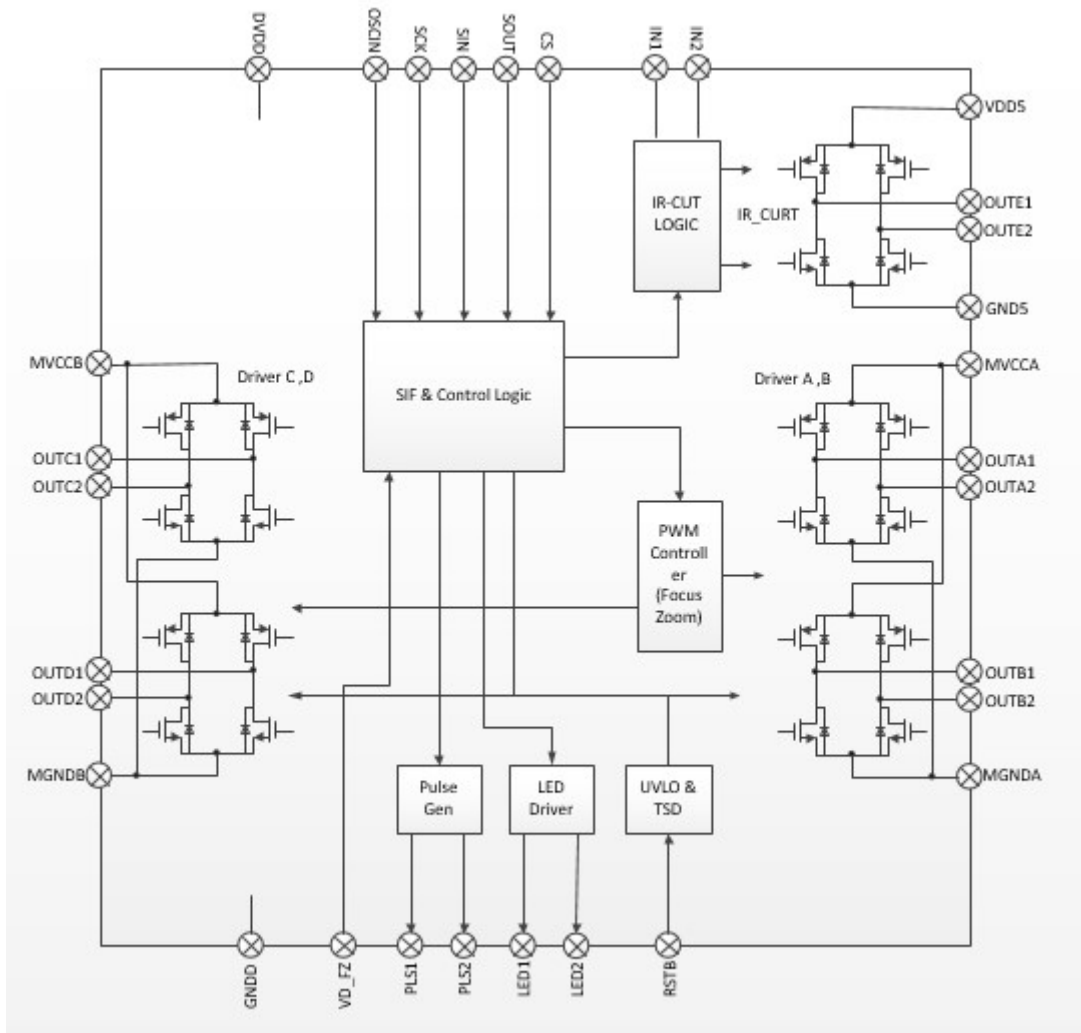 DVDD
OSCIN
SCK
SIN
SOUT
CS
IN1
IN2
VDD5
IR-CUT
LOGIC
IR_CURT
OUTE1
OUTE2
GND5
MVCCB
Driver C ,D
SIF & Control Logic
Driver A ,B
MVCCA
OUTC1
OUTC2
OUTA1
OUTA2
PWM
Controll
er
(Focus
Zoom)
OUTD1
OUTD2
OUTB1
OUTB2
MGNDB
Pulse
Gen
LED
Driver
UVLO &
TSD
MGNDA
GNDD
VD_FZ
PLS1
PLS2
LED1
LED2
RSTB